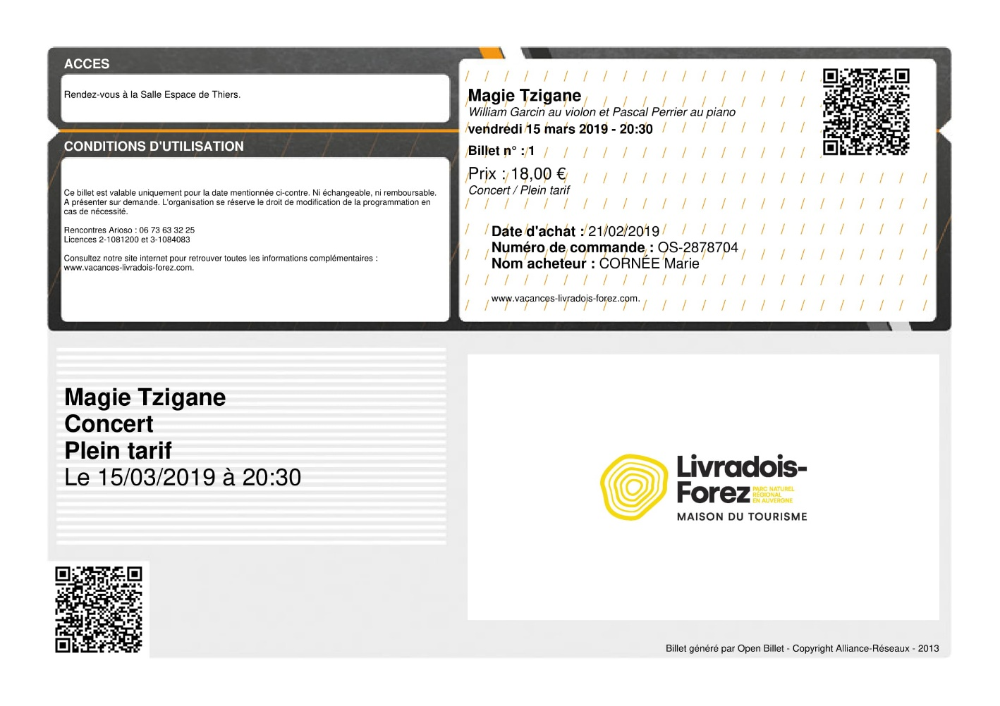 ACCES
Rendez-vous à la Salle Espace de Thiers.
CONDITIONS D'UTILISATION
Ce billet est valable uniquement pour la date mentionnée ci-contre. Ni échangeable, ni remboursable.
A présenter sur demande. L'organisation se réserve le droit de modification de la programmation en
cas de nécessité.
Rencontres Arioso : 06 73 63 32 25
Licences 2-1081200 et 3-1084083
Consultez notre site internet pour retrouver toutes les informations complémentaires :
www.vacances-livradois-forez.com.
Magie Tzigane
William Garcin au violon et Pascal Perrier au piano
vendredi 15 mars 2019 - 20:30
Billet n° : 1
Prix : 18,00 €
Concert / Plein tarif
Date d'achat : 21/02/2019
Numéro de commande : OS-2878704
Nom acheteur : CORNÉE Marie
www.vacances-livradois-forez.com.
Magie Tzigane
Concert
Plein tarif
Le 15/03/2019 à 20:30
Livradois-
Forez
PARC NATUREL
RÉGIONAL
EN AUVERGNE
MAISON DU TOURISME
Billet généré par Open Billet - Copyright Alliance-Réseaux - 2013